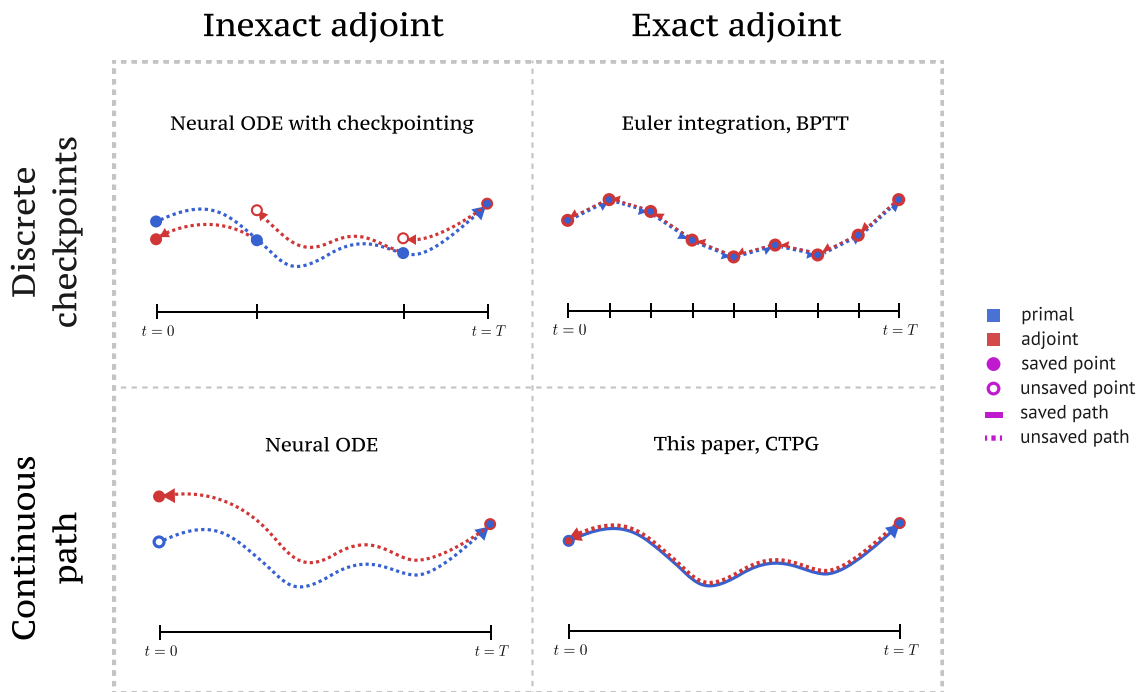 Inexact adjoint
Exact adjoint
Discrete
checkpoints
Neural ODE with checkpointing
t = 0
t = T
Euler integration, BPTT
t = 0
t = T
Continuous
path
Neural ODE
t = 0
t = T
This paper, CTPG
t = 0
t = T
primal
adjoint
saved point
unsaved point
saved path
unsaved path